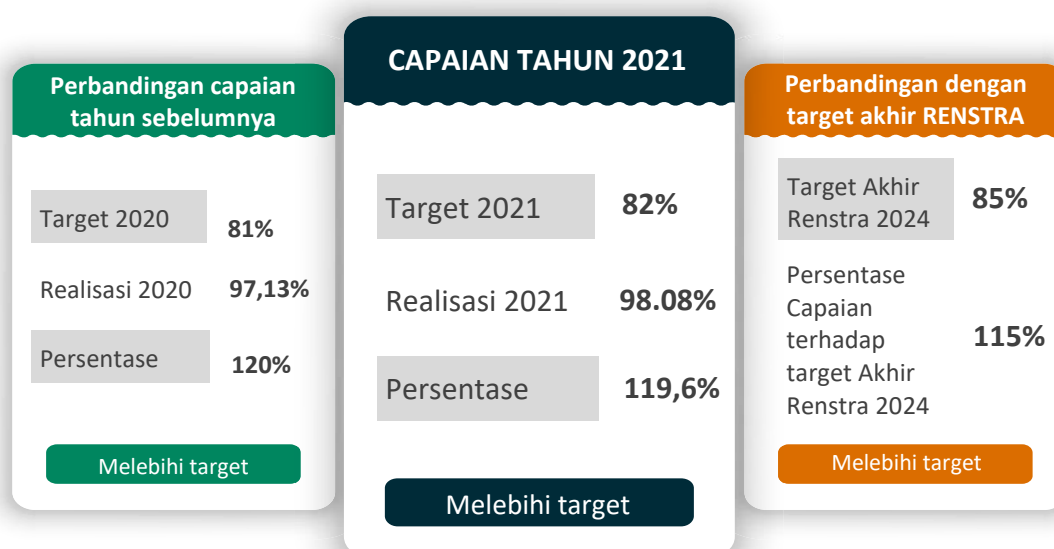 Perbandingan capaian
tahun sebelumnya
Target 2020
81%
Realisasi 2020
97,13%
Persentase
120%
Melebihi target
CAPAIAN TAHUN 2021
Target 2021
82%
Realisasi 2021
98.08%
Persentase
119,6%
Melebihi target
Perbandingan dengan
target akhir RENSTRA
Target Akhir
Renstra 2024
85%
Persentase
Capaian
terhadap
target Akhir
Renstra 2024
115%
Melebihi target